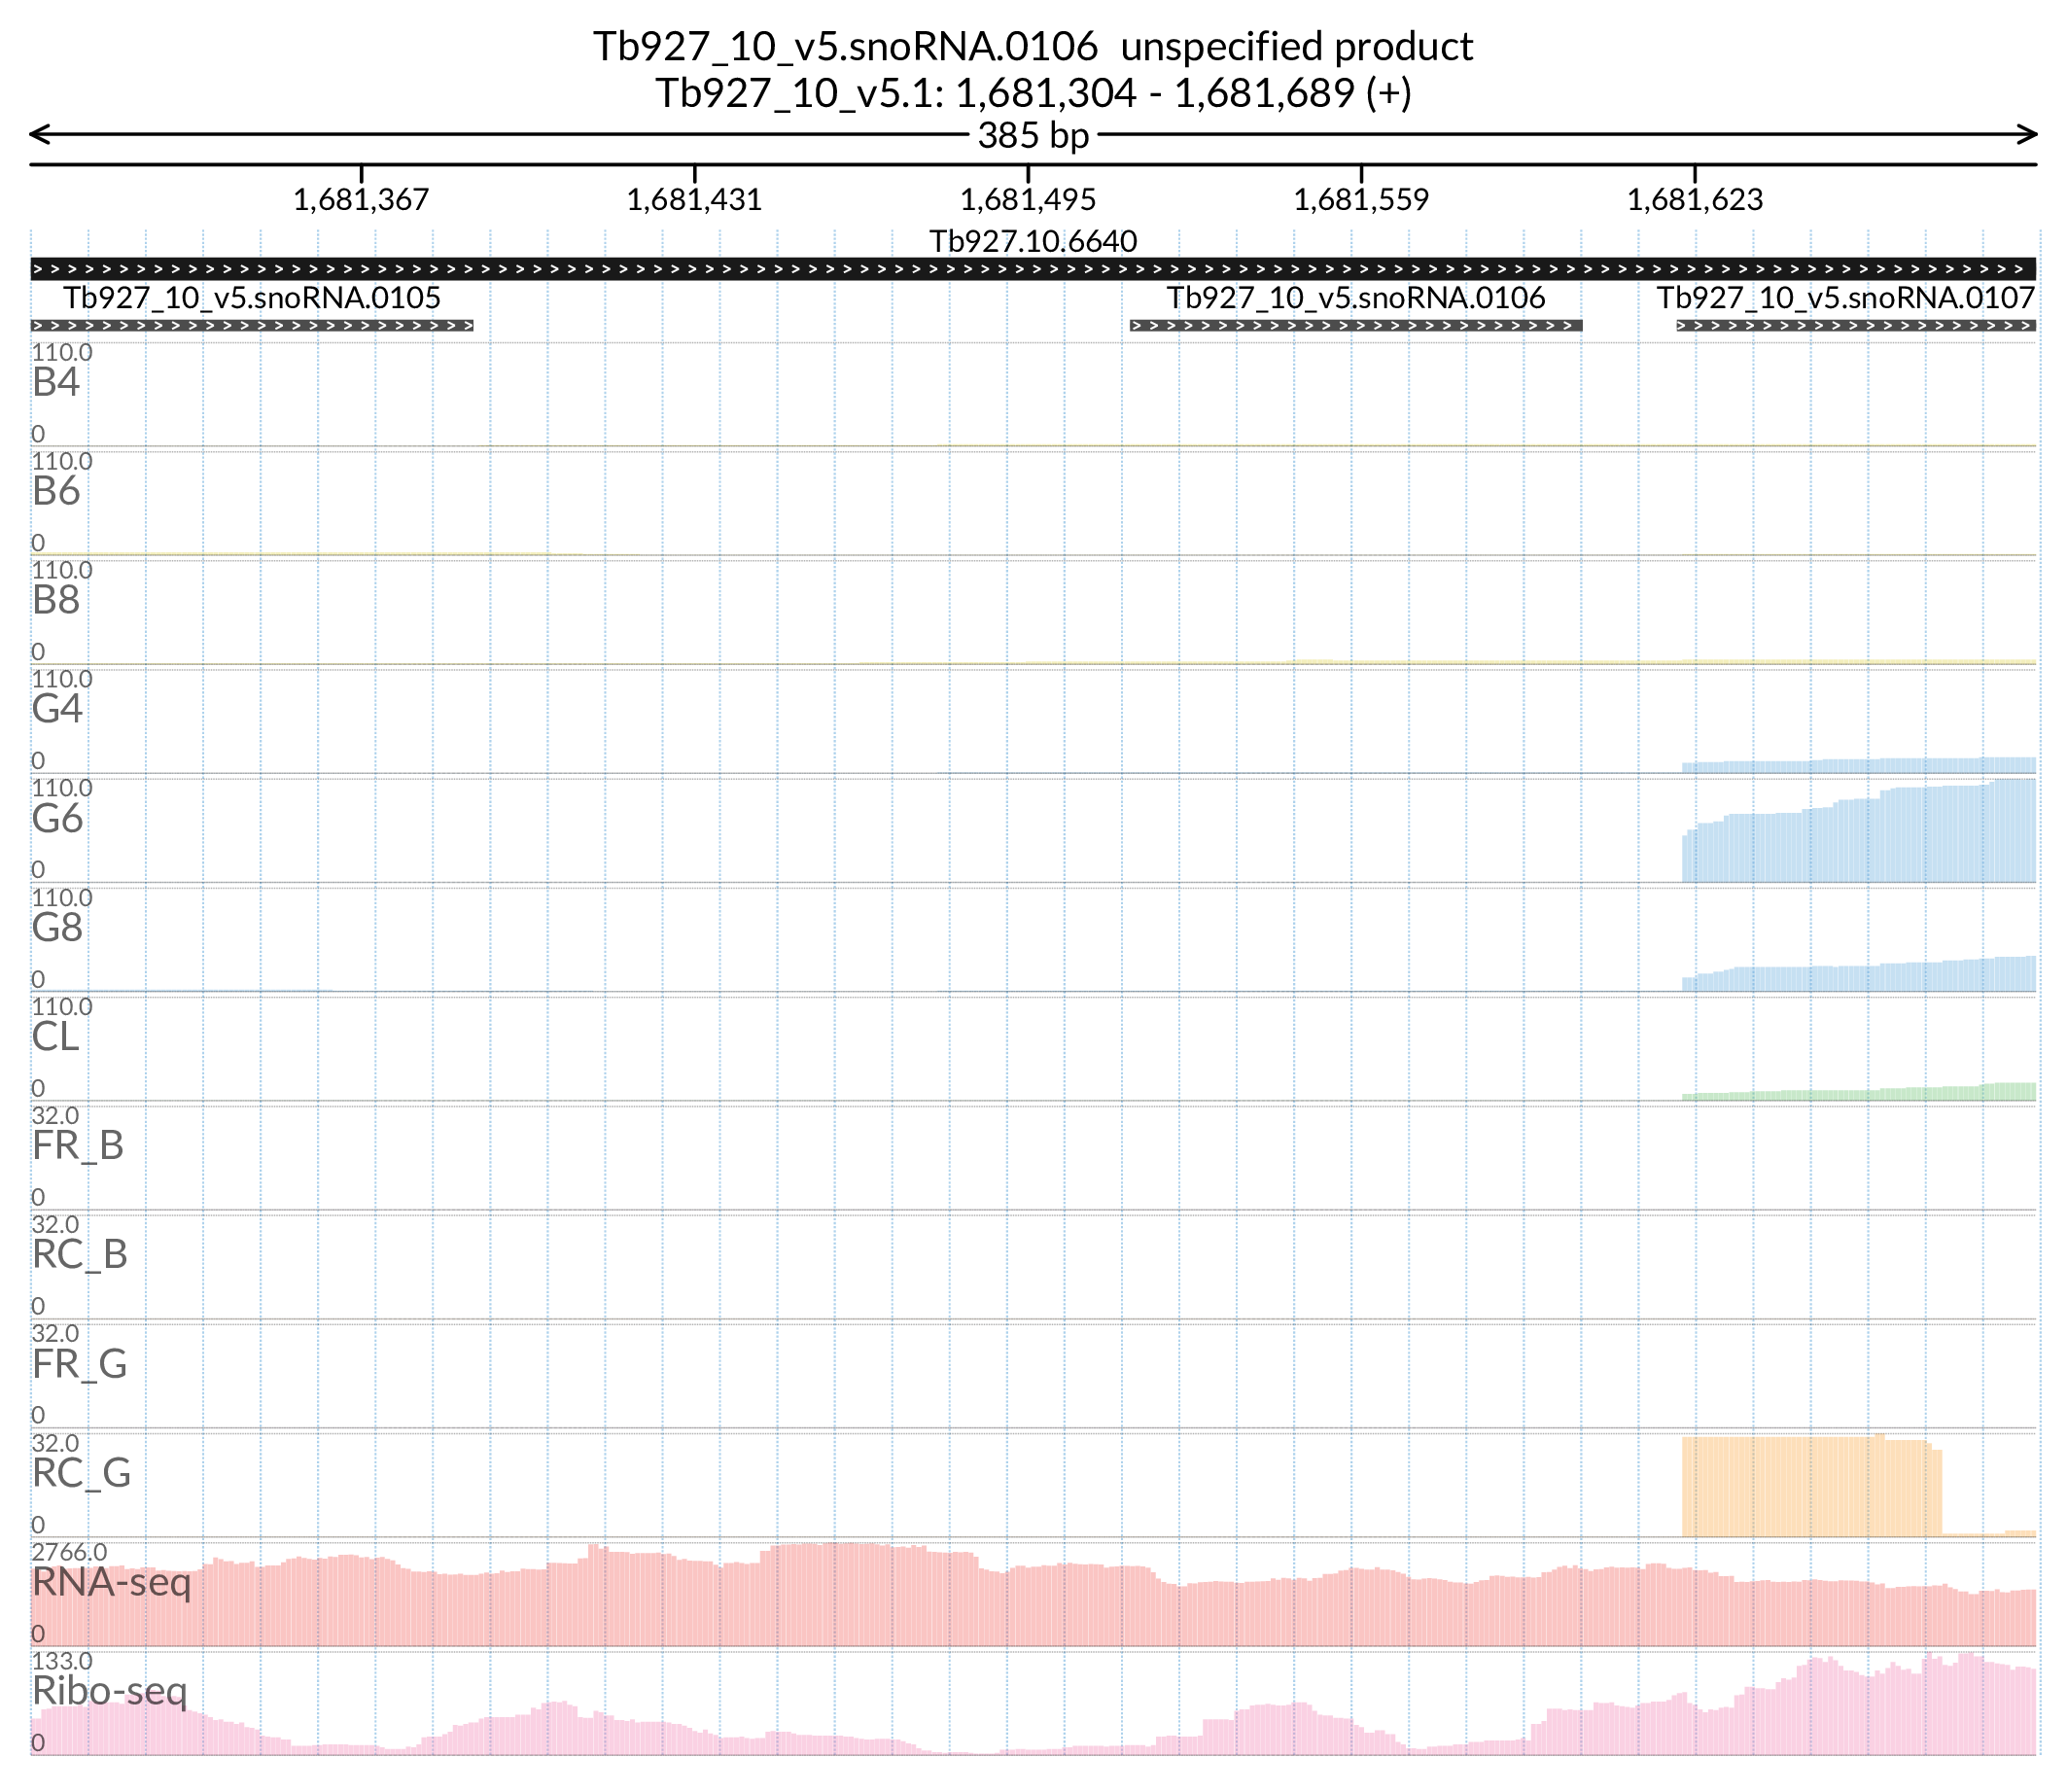 Tb927_10_v5.snoRNA.0106 unspecified product
Tb927_10_v5.1: 1,681,304 - 1,681,689 (+)
385 bp
1,681,367 1,681,431 1,681,495 1,681,559 1,681,623
Tb927.10.6640
Tb927_10_v5.snoRNA.0105 Tb927_10_v5.snoRNA.0106 Tb927_10_v5.snoRNA.0107
110.0
B4
0
110.0
B6
0
110.0
B8
0
110.0
G4
0
110.0
G6
0
110.0
G8
0
110.0
CL
0
32.0
FR_B
0
32.0
RC_B
0
32.0
FR_G
0
32.0
RC_G
0
2766.0
RNA-seq
0
133.0
Ribo-seq
0